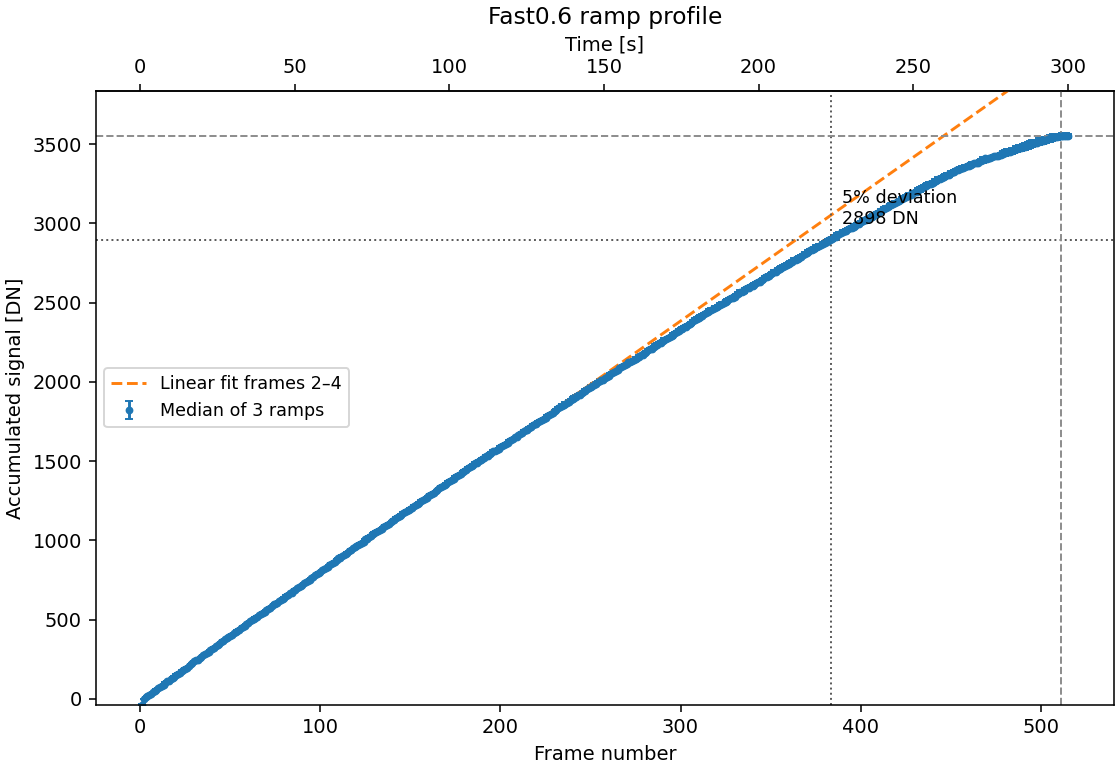 Fast0.6 ramp profile
Time [s]
0 50 100 150 200 250 300
Accumulated signal [DN]
3500
3000
2500
2000
1500
1000
500
0
5% deviation
2898 DN
Linear fit frames 2–4
Median of 3 ramps
0 100 200 300 400 500
Frame number